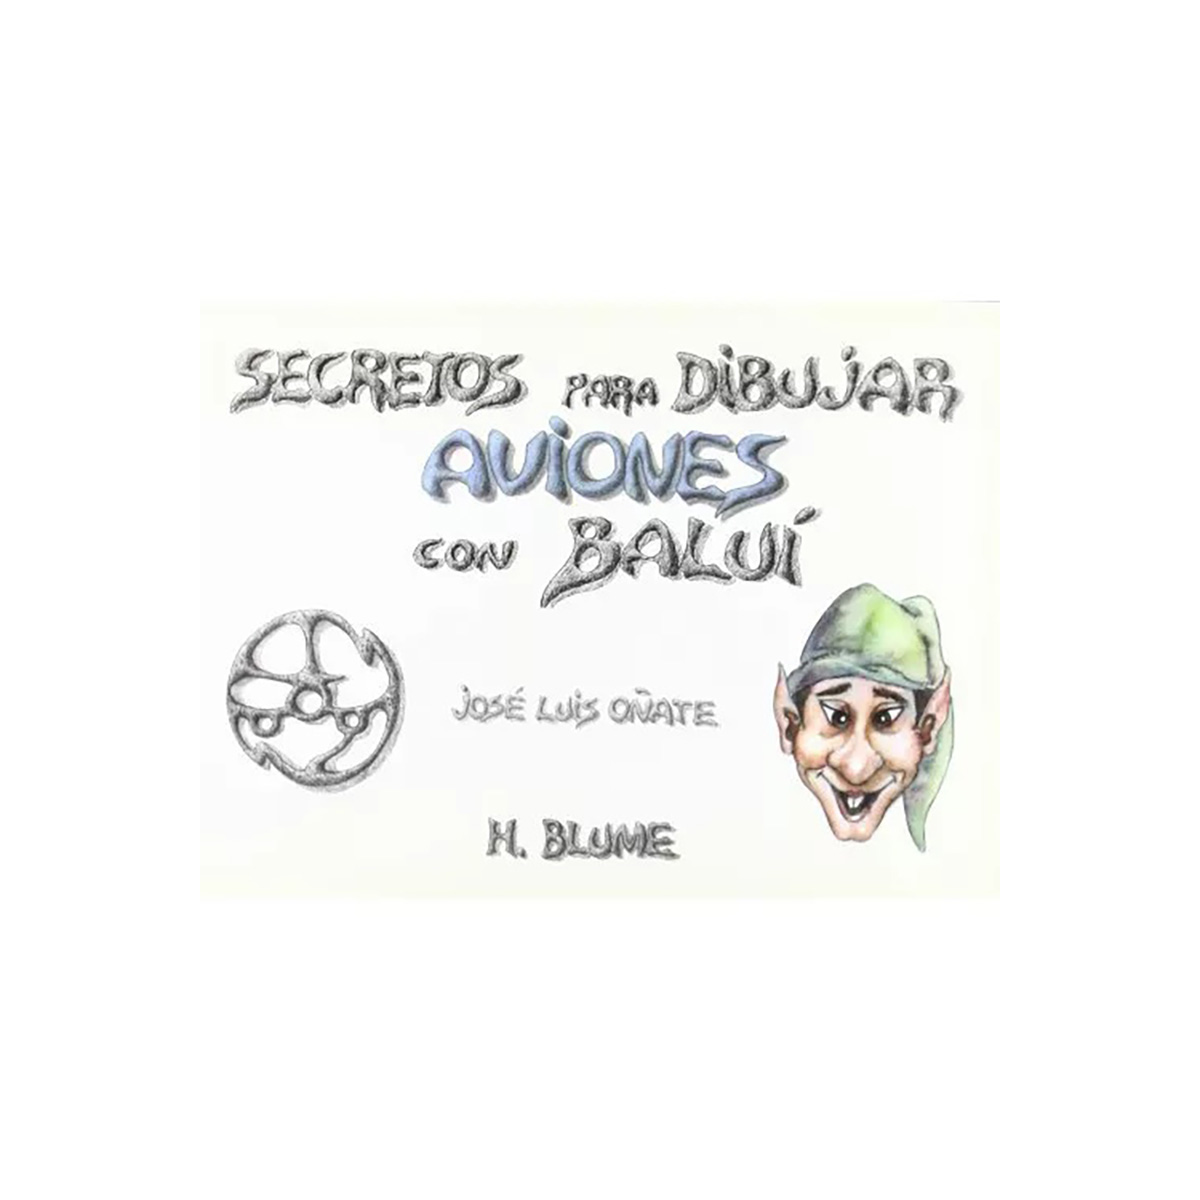 SECRETOS PARA DiBUJAR
AViONES
CON BALUÍ
JOSÉ LUiS OÑATE
H. BLUME